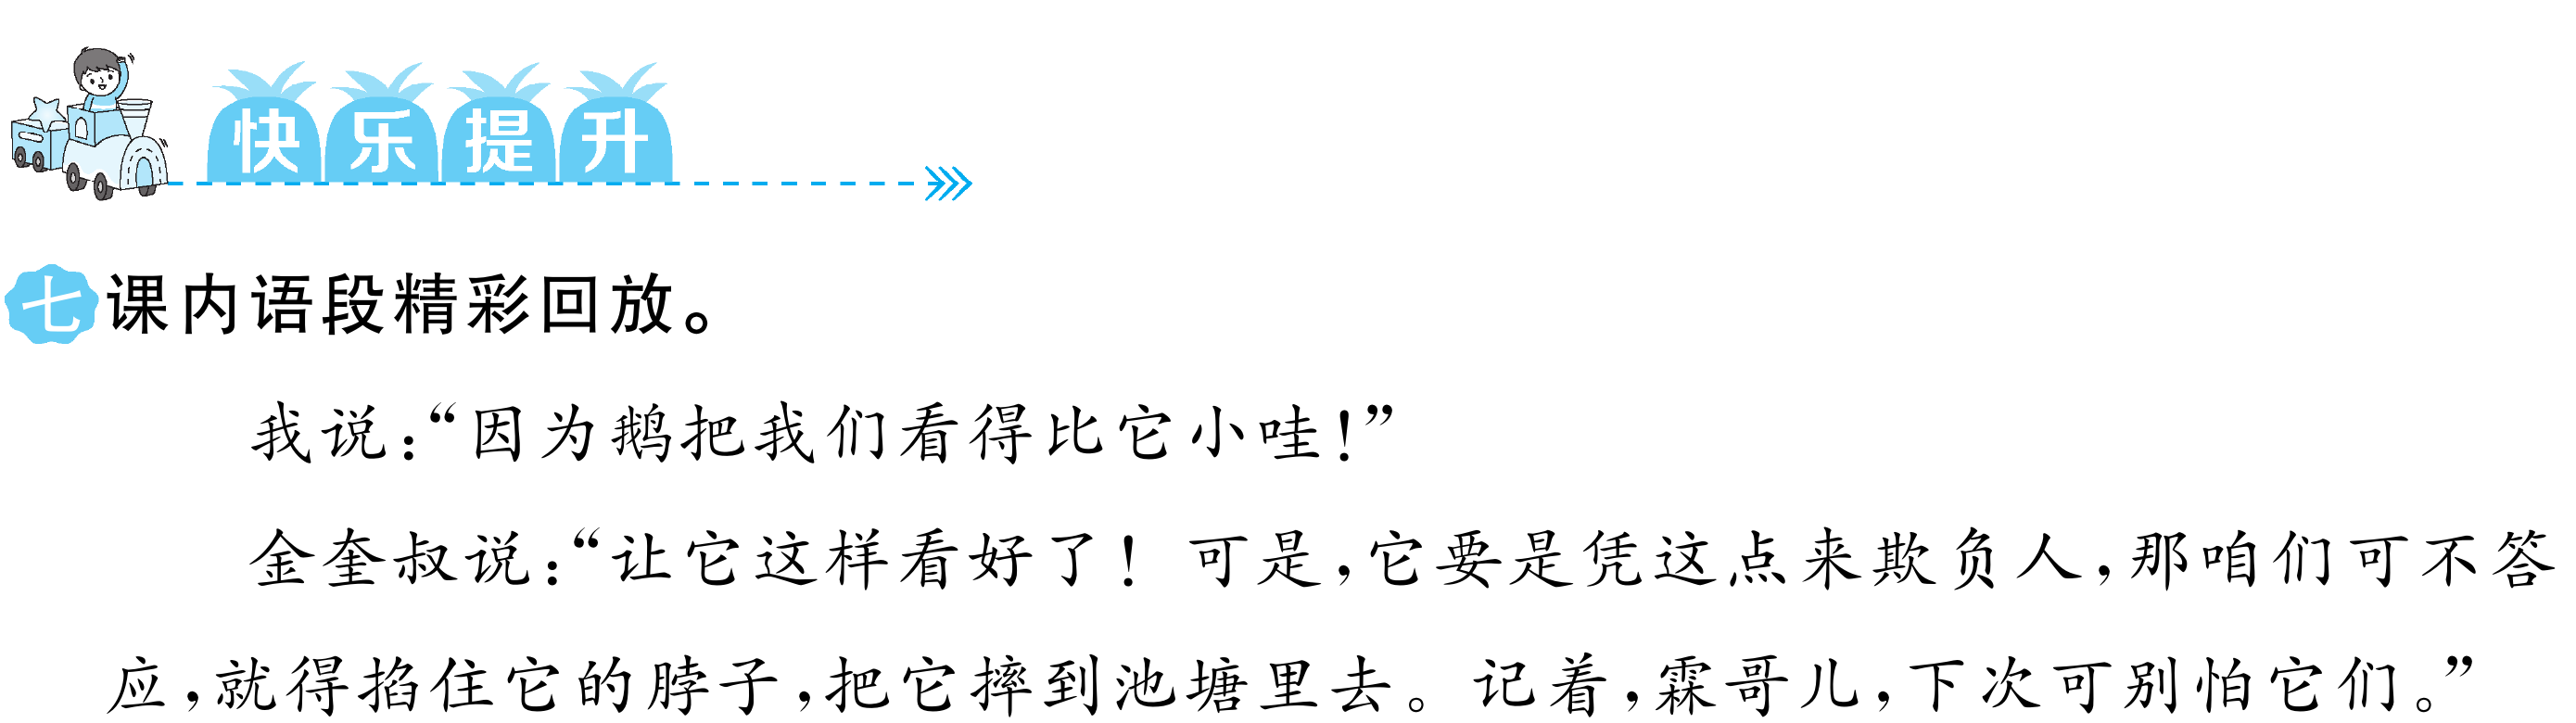 快乐提升
七 课内语段精彩回放。
我说:“因为鹅把我们看得比它小哇!”
金奎叔说:“让它这样看好了! 可是,它要是凭这点来欺负人,那咱们可不答
应,就得掐住它的脖子,把它摔到池塘里去。记着,霖哥儿,下次可别怕它们。”